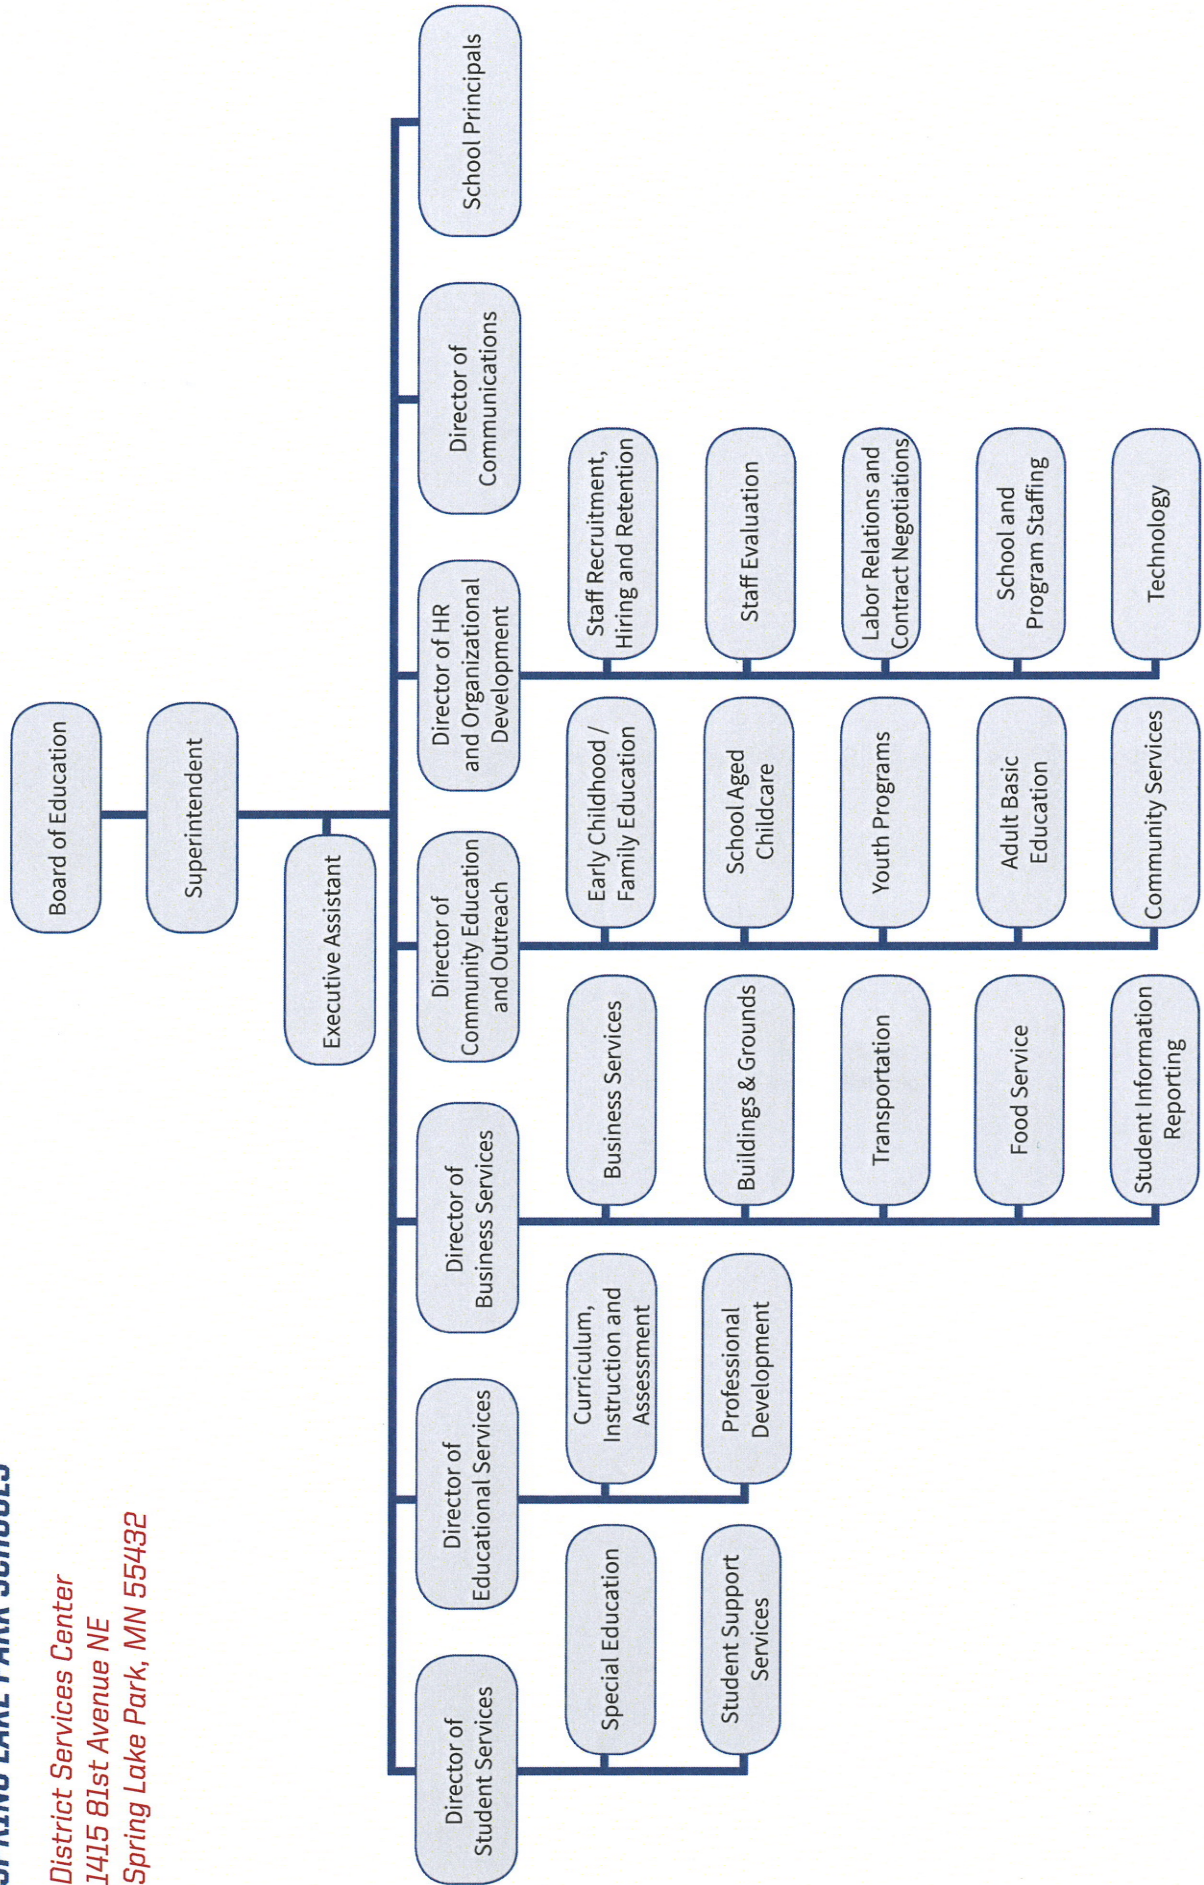 SPRING LAKE PARK SCHOOLS
District Services Center
1415 81st Avenue NE
Spring Lake Park, MN 55432
Board of Education
Superintendent
Executive Assistant
Director of
Student Services
Special Education
Student Support
Services
Director of
Educational Services
Curriculum,
Instruction and
Assessment
Professional
Development
Director of
Business Services
Business Services
Buildings & Grounds
Transportation
Food Service
Student Information
Reporting
Director of
Community Education
and Outreach
Early Childhood /
Family Education
School Aged
Childcare
Youth Programs
Adult Basic
Education
Community Services
Director of HR
and Organizational
Development
Staff Recruitment,
Hiring and Retention
Staff Evaluation
Labor Relations and
Contract Negotiations
School and
Program Staffing
Technology
Director of
Communications
School Principals